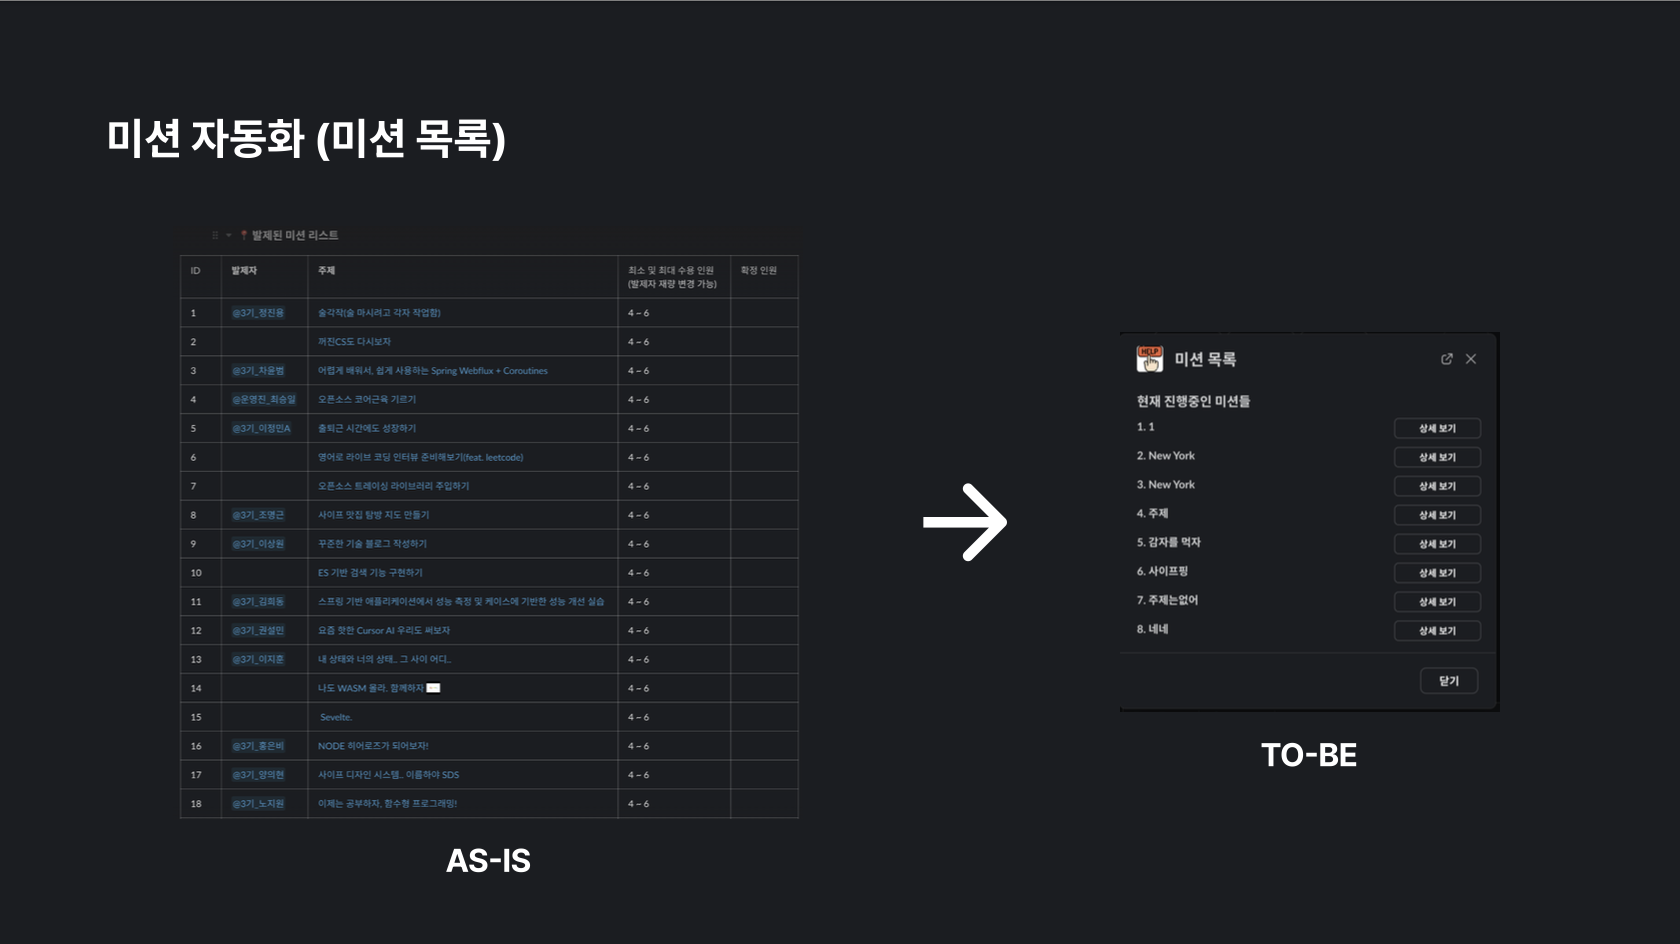 미션 자동화 (미션 목록)
발제된 미션 리스트
ID 발제자 주제 최소 및 최대 수용 인원 확정 인원
(발제자 재량 변경 가능)
1 @3기_정진용 술각작(술 마시려고 각자 작업함) 4 ~ 6
2 꺼진CS도 다시보자 4 ~ 6
3 @3기_차윤범 어렵게 배워서, 쉽게 사용하는 Spring Webflux + Coroutines 4 ~ 6
4 @운영진_최승일 오픈소스 코어근육 기르기 4 ~ 6
5 @3기_이정민A 출퇴근 시간에도 성장하기 4 ~ 6
6 영어로 라이브 코딩 인터뷰 준비해보기(feat. leetcode) 4 ~ 6
7 오픈소스 트레이싱 라이브러리 주입하기 4 ~ 6
8 @3기_조명근 사이프 맛집 탐방 지도 만들기 4 ~ 6
9 @3기_이상원 꾸준한 기술 블로그 작성하기 4 ~ 6
10 ES 기반 검색 기능 구현하기 4 ~ 6
11 @3기_김희동 스프링 기반 애플리케이션에서 성능 측정 및 케이스에 기반한 성능 개선 실습 4 ~ 6
12 @3기_권설민 요즘 핫한 Cursor AI 우리도 써보자 4 ~ 6
13 @3기_이지훈 내 상태와 너의 상태.. 그 사이 어디.. 4 ~ 6
14 나도 WASM 몰라. 함께하자 4 ~ 6
15 Sevelte. 4 ~ 6
16 @3기_홍은비 NODE 히어로즈가 되어보자! 4 ~ 6
17 @3기_양의현 사이프 디자인 시스템.. 이름하야 SDS 4 ~ 6
18 @3기_노지원 이제는 공부하자, 함수형 프로그래밍! 4 ~ 6
AS-IS
HELP 미션 목록
현재 진행중인 미션들
1. 1 상세 보기
2. New York 상세 보기
3. New York 상세 보기
4. 주제 상세 보기
5. 감자를 먹자 상세 보기
6. 사이프핑 상세 보기
7. 주제는없어 상세 보기
8. 네네 상세 보기
닫기
TO-BE